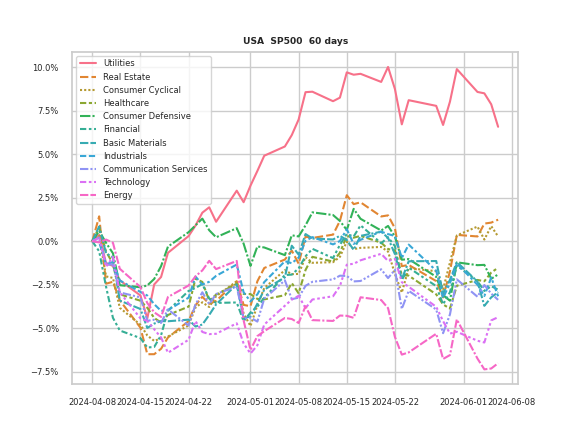 USA SP500 60 days
10.0%
7.5%
5.0%
2.5%
0.0%
−2.5%
−5.0%
−7.5%
Utilities
Real Estate
Consumer Cyclical
Healthcare
Consumer Defensive
Financial
Basic Materials
Industrials
Communication Services
Technology
Energy
2024-04-08 2024-04-15 2024-04-22 2024-05-01 2024-05-08 2024-05-15 2024-05-22 2024-06-01 2024-06-08